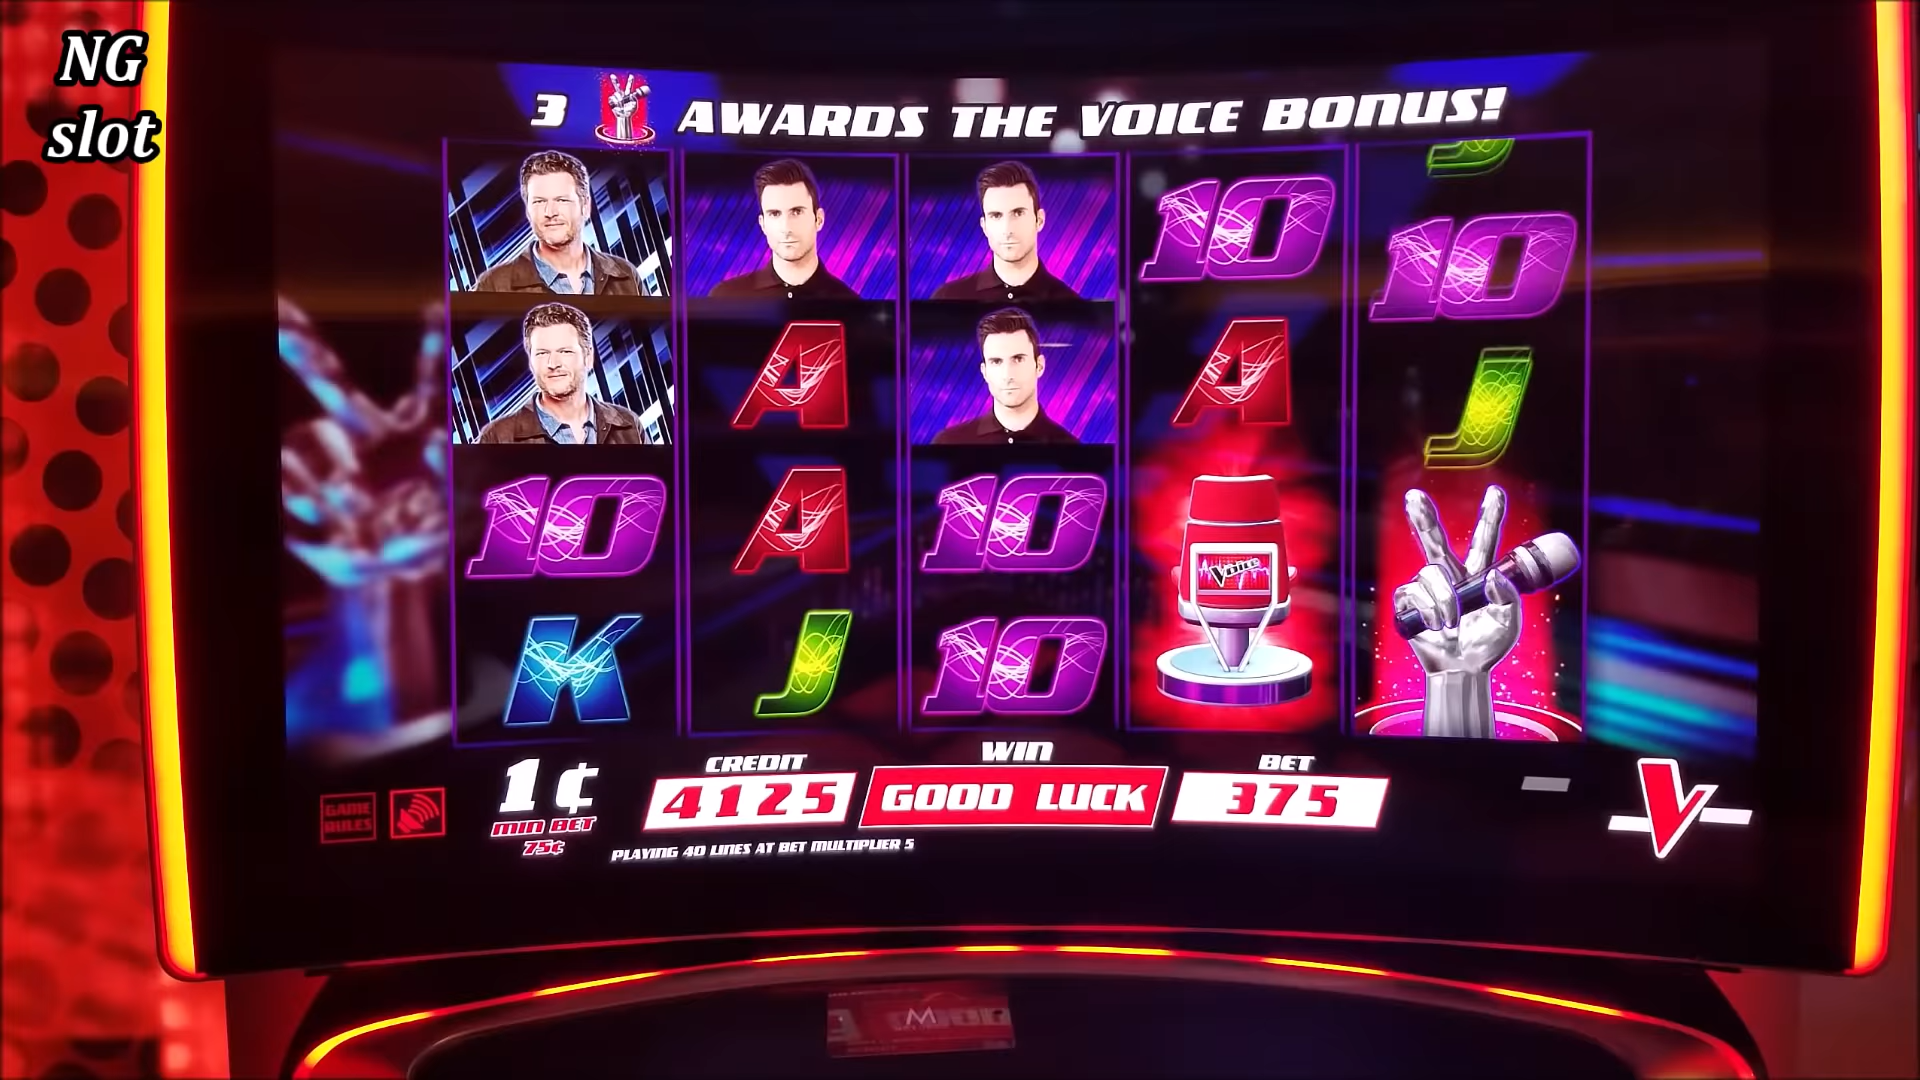 NG
slot
3 AWARDS THE VOICE BONUS!
J
10
10
A
A
J
10
A
10
Voice
K
J
10
GAME
RULES
1¢
MIN BET
75¢
CREDIT
4125
WIN
GOOD LUCK
BET
375
V
PLAYING 40 LINES AT BET MULTIPLIER 5
M